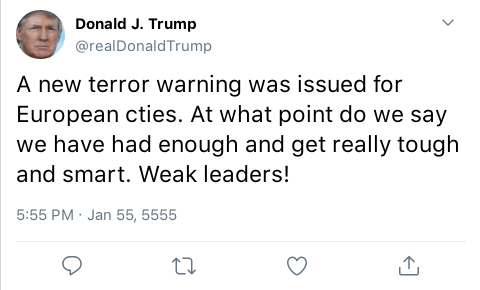 Donald J. Trump
@realDonaldTrump
A new terror warning was issued for
European cties. At what point do we say
we have had enough and get really tough
and smart. Weak leaders!
5:55 PM · Jan 55, 5555